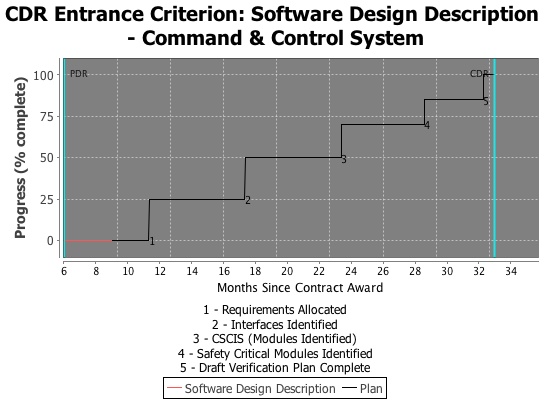 CDR Entrance Criterion: Software Design Description
- Command & Control System
Progress (% complete)
100
75
50
25
0
PDR
CDR
1
2
3
4
5
6 8 10 12 14 16 18 20 22 24 26 28 30 32 34
Months Since Contract Award
1 - Requirements Allocated
2 - Interfaces Identified
3 - CSCIS (Modules Identified)
4 - Safety Critical Modules Identified
5 - Draft Verification Plan Complete
Software Design Description Plan